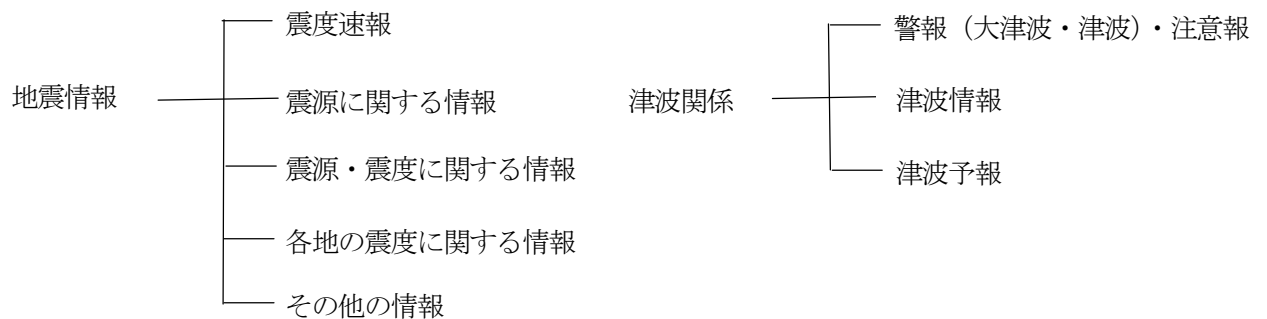 地震情報
震度速報
震源に関する情報
震源・震度に関する情報
各地の震度に関する情報
その他の情報
津波関係
警報（大津波・津波）・注意報
津波情報
津波予報